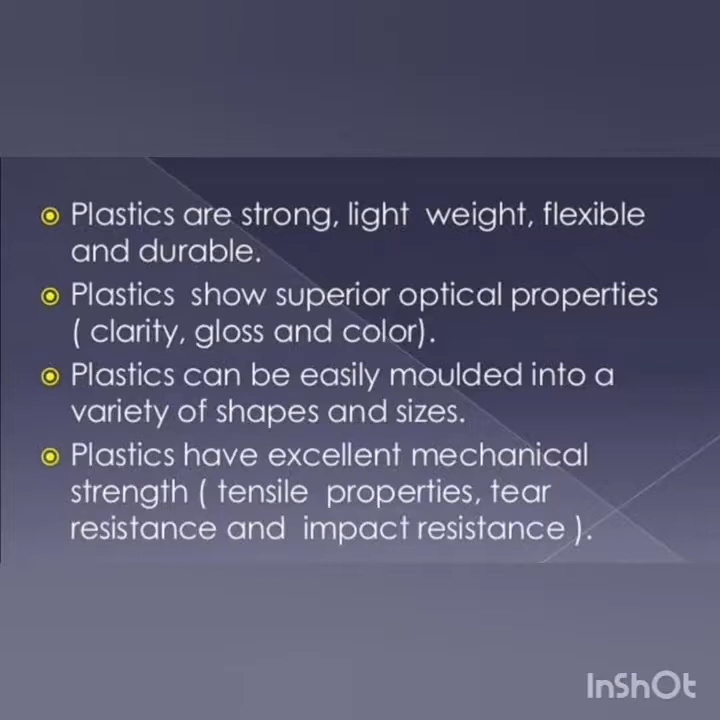 Plastics are strong, light weight, flexible
and durable.
Plastics show superior optical properties
( clarity, gloss and color).
Plastics can be easily moulded into a
variety of shapes and sizes.
Plastics have excellent mechanical
strength ( tensile properties, tear
resistance and impact resistance ).
InShOt